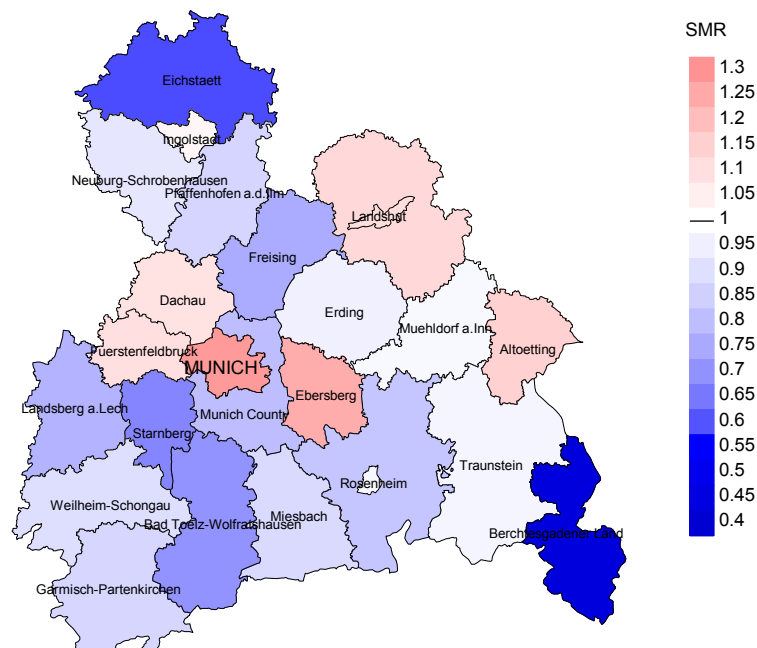 SMR
1.3
1.25
1.2
1.15
1.1
1.05
1
0.95
0.9
0.85
0.8
0.75
0.7
0.65
0.6
0.55
0.5
0.45
0.4
Eichstaett
Ingolstadt
Neuburg-Schrobenhausen
Pfaffenhofen a.d.Ilm
Landshut
Freising
Dachau
Erding
Muehldorf a.Inn
Fuerstenfeldbruck
Altoetting
MUNICH
Ebersberg
Landsberg a.Lech
Munich County
Starnberg
Traunstein
Rosenheim
Weilheim-Schongau
Miesbach
Bad Toelz-Wolfratshausen
Berchtesgadener Land
Garmisch-Partenkirchen